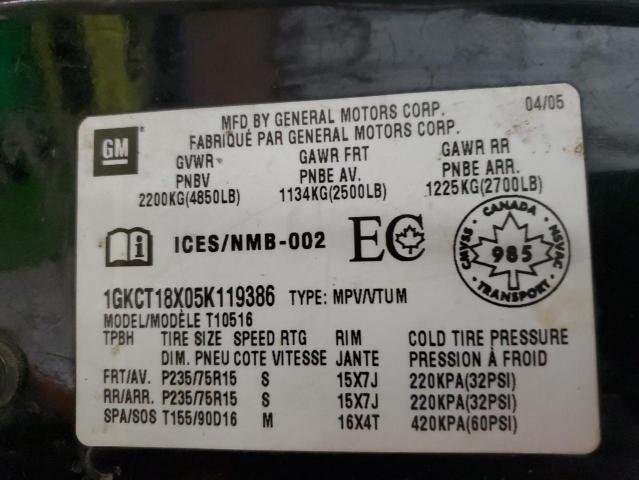 MFD BY GENERAL MOTORS CORP. 04/05
FABRIQUÉ PAR GENERAL MOTORS CORP.
GM
GVWR GAWR FRT GAWR RR
PNBV PNBE AV. PNBE ARR.
2200KG(4850LB) 1134KG(2500LB) 1225KG(2700LB)
i ICES/NMB-002 EC
CANADA
CMVSS NSVAC
985
TRANSPORT
1GKCT18X05K119386 TYPE: MPV/VTUM
MODEL/MODÈLE T10516
TPBH TIRE SIZE SPEED RTG RIM COLD TIRE PRESSURE
DIM. PNEU COTE VITESSE JANTE PRESSION À FROID
FRT/AV. P235/75R15 S 15X7J 220KPA(32PSI)
RR/ARR. P235/75R15 S 15X7J 220KPA(32PSI)
SPA/SOS T155/90D16 M 16X4T 420KPA(60PSI)